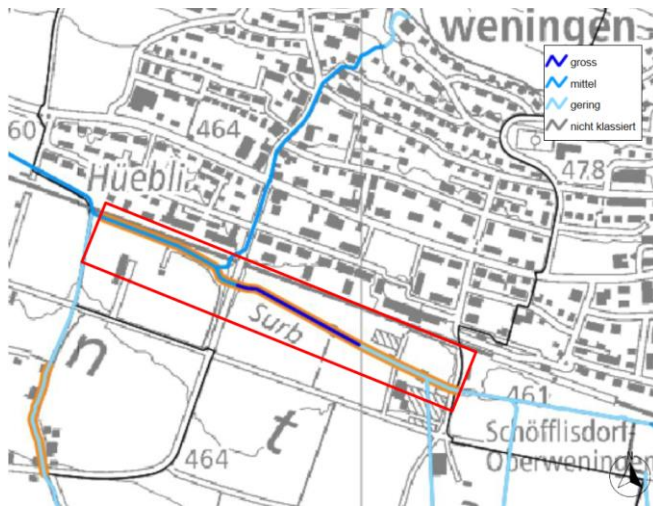 weningen
gross
mittel
gering
nicht klassiert
60
464
478
Hüebli
Surb
n
t
461
Schöfflisdorf-
Oberweningen
464
N